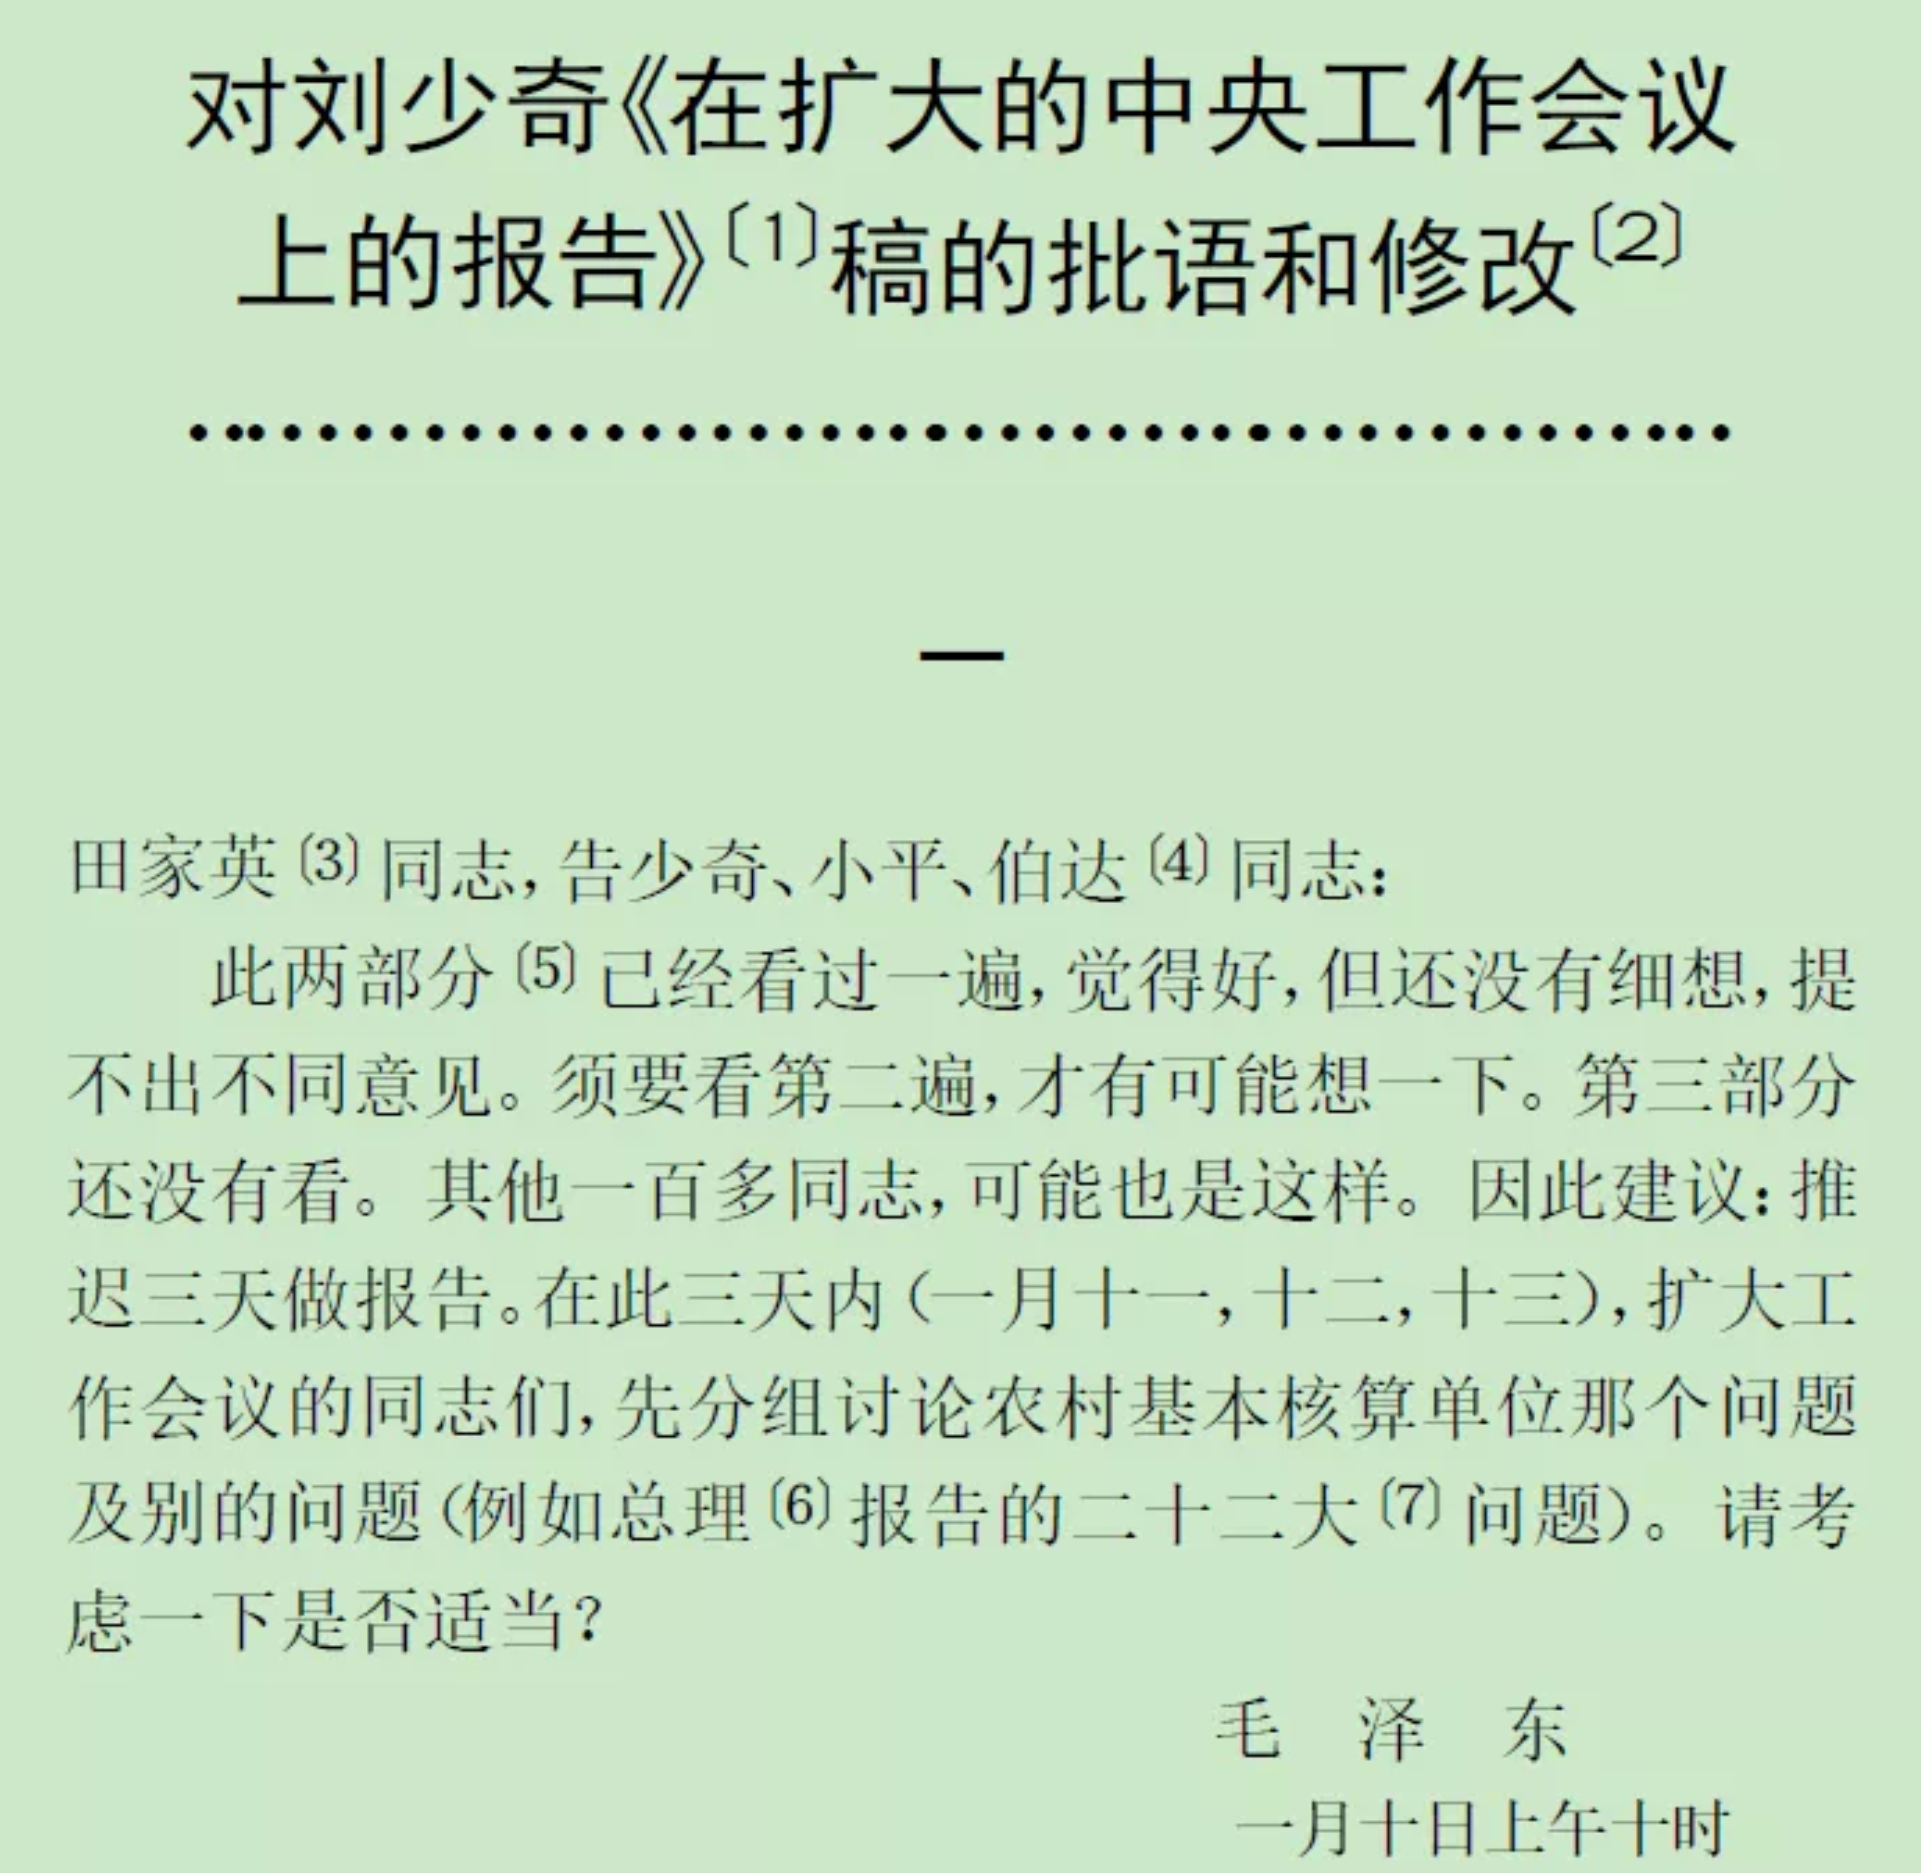 对刘少奇《在扩大的中央工作会议
上的报告》〔1〕稿的批语和修改〔2〕
一
田家英〔3〕同志，告少奇、小平、伯达〔4〕同志：
此两部分〔5〕已经看过一遍，觉得好，但还没有细想，提
不出不同意见。须要看第二遍，才有可能想一下。第三部分
还没有看。其他一百多同志，可能也是这样。因此建议：推
迟三天做报告。在此三天内（一月十一，十二，十三），扩大工
作会议的同志们，先分组讨论农村基本核算单位那个问题
及别的问题（例如总理〔6〕报告的二十二大〔7〕问题）。请考
虑一下是否适当？
毛 泽 东
一月十日上午十时